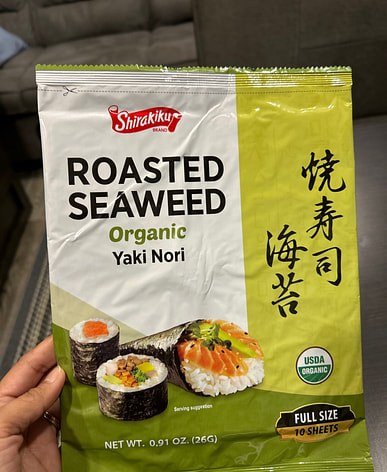 Shirakiku
BRAND
ROASTED
SEAWEED
Organic
Yaki Nori
焼寿司
海苔
USDA
ORGANIC
Serving suggestion
FULL SIZE
10 SHEETS
NET WT. 0.91 OZ. (26G)